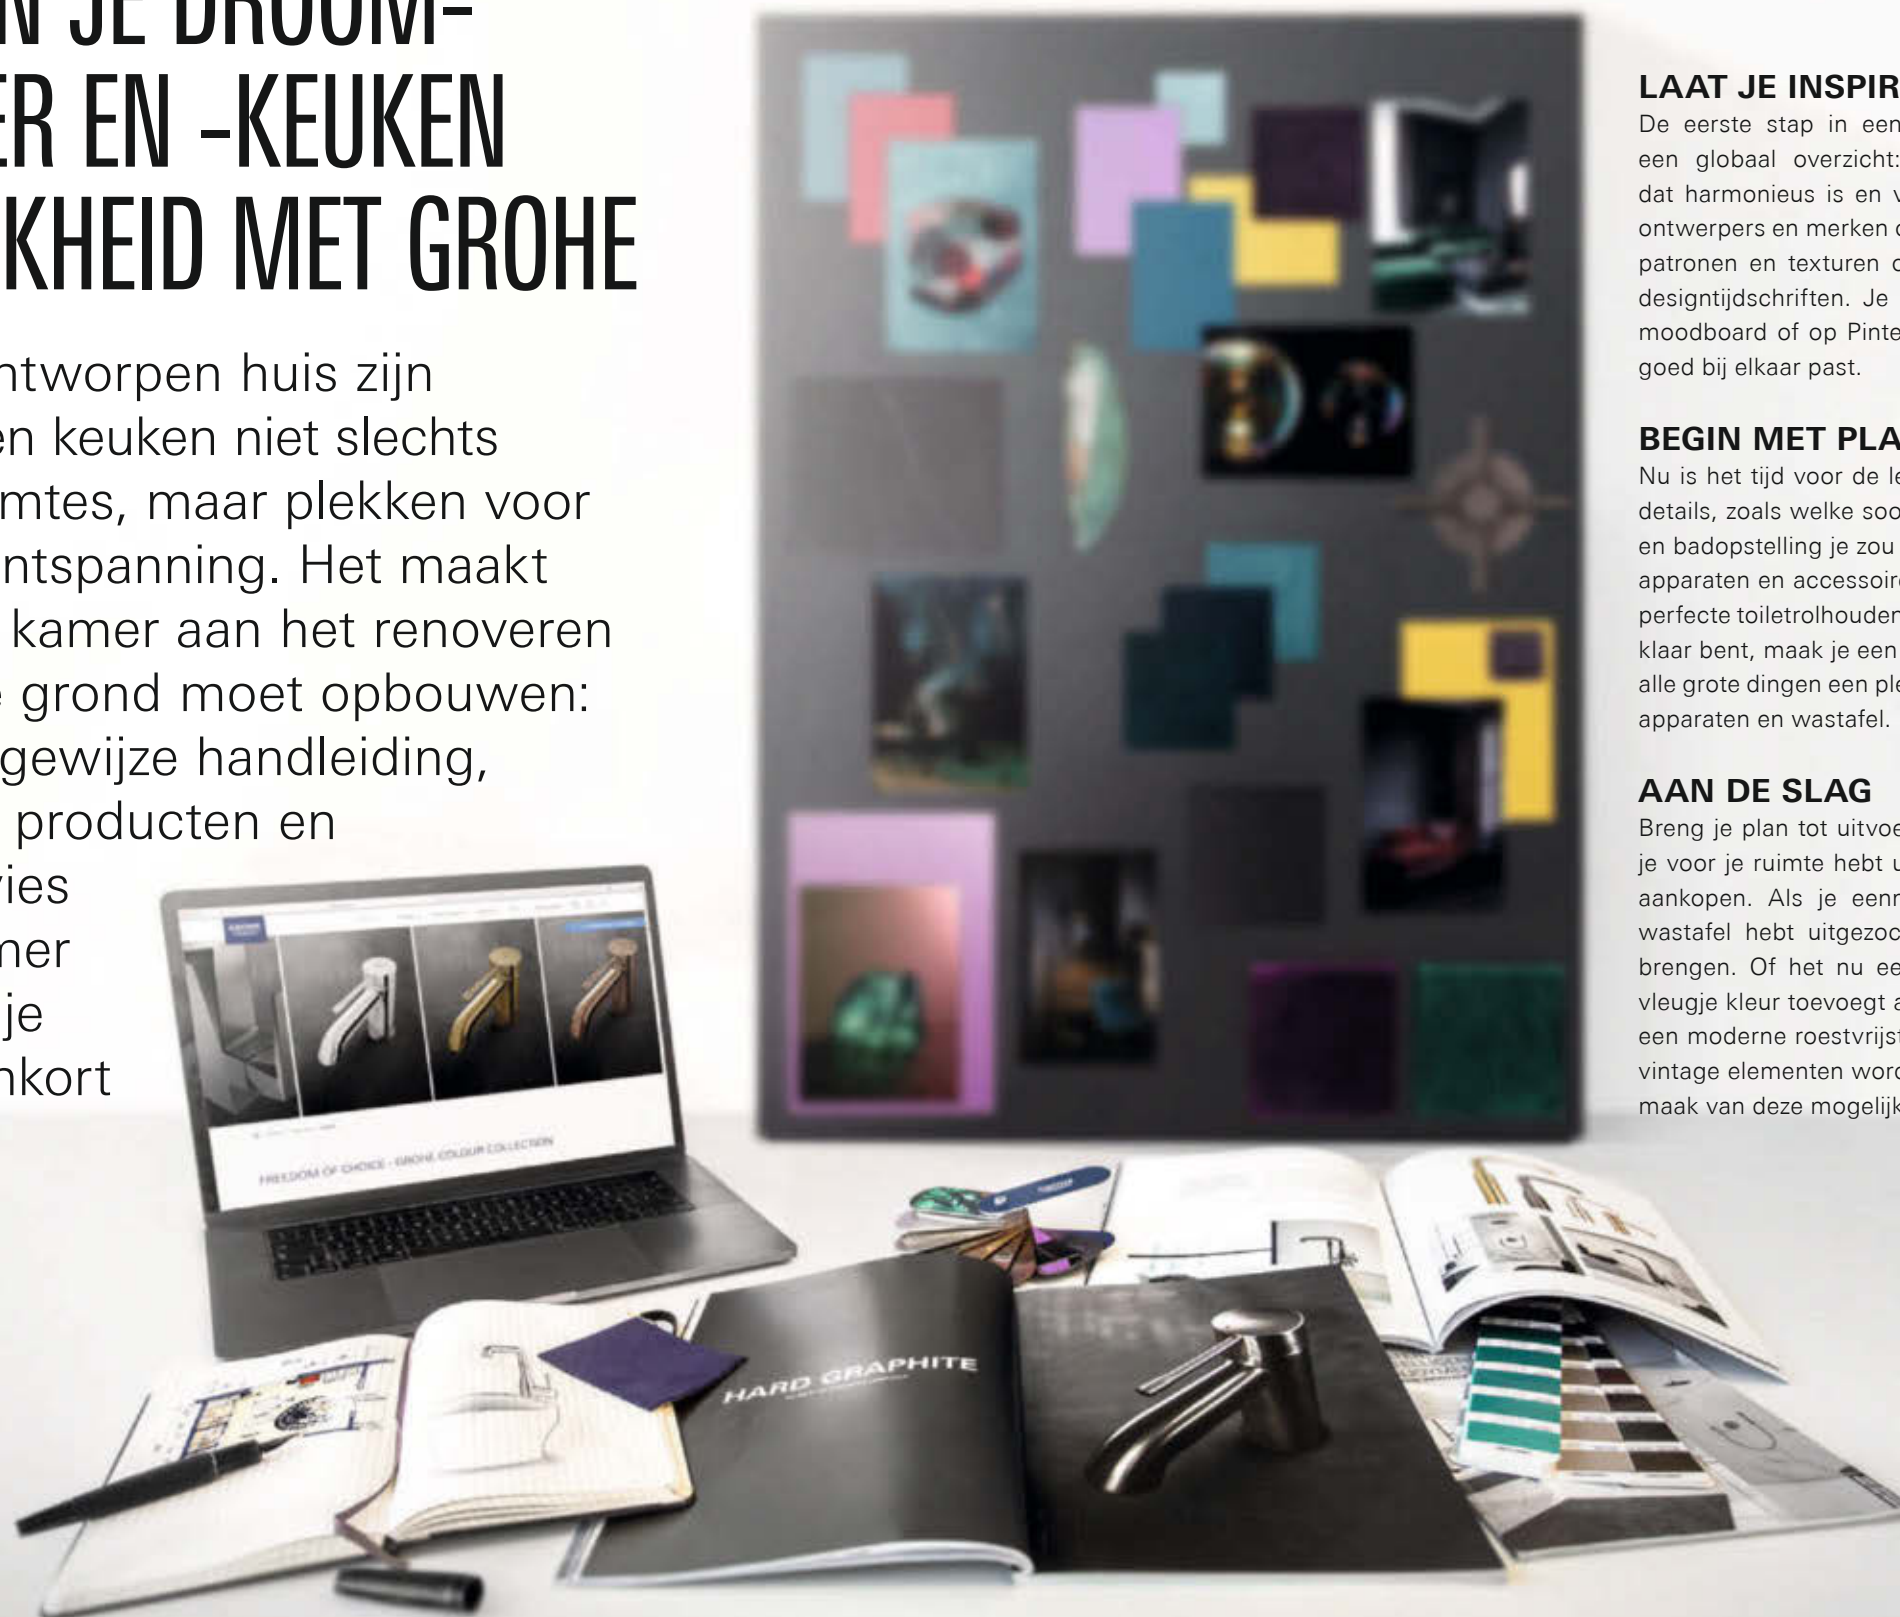 N JE DROOM-
ER EN -KEUKEN
KHEID MET GROHE
ntworpen huis zijn
en keuken niet slechts
mtes, maar plekken voor
ntspanning. Het maakt
kamer aan het renoveren
e grond moet opbouwen:
gewijze handleiding,
producten en
vies
mer
je
nkort
LAAT JE INSPIR
De eerste stap in een
een globaal overzicht:
dat harmonieus is en v
ontwerpers en merken o
patronen en texturen o
designtijdschriften. Je
moodboard of op Pinte
goed bij elkaar past.
BEGIN MET PLA
Nu is het tijd voor de le
details, zoals welke soo
en badopstelling je zou
apparaten en accessoire
perfecte toiletrolhouder
klaar bent, maak je een
alle grote dingen een ple
apparaten en wastafel.
AAN DE SLAG
Breng je plan tot uitvoe
je voor je ruimte hebt u
aankopen. Als je eenm
wastafel hebt uitgezoc
brengen. Of het nu ee
vleugje kleur toevoegt a
een moderne roestvrijst
vintage elementen word
maak van deze mogelijk
FREEDOM OF CHOICE - GROHE COLOUR COLLECTION
HARD GRAPHITE